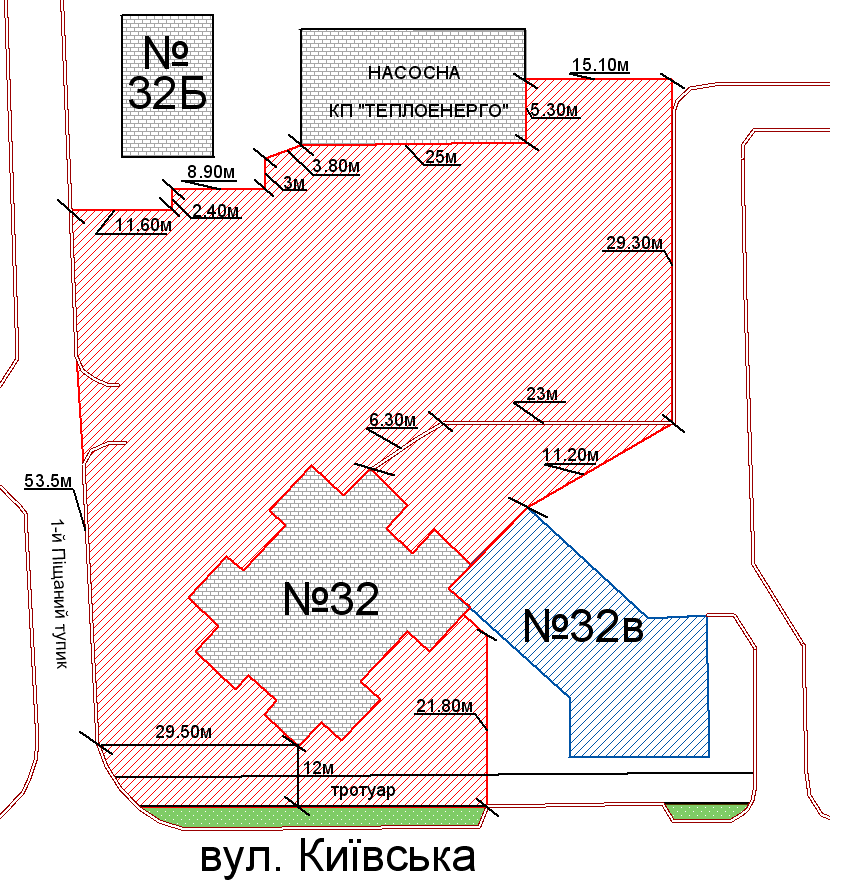 №
32Б
НАСОСНА
КП "ТЕПЛОЕНЕРГО"
15.10м
5.30м
25м
3.80м
3м
8.90м
2.40м
11.60м
29.30м
23м
6.30м
11.20м
53.5м
1-й Піщаний тупик
№32
№32в
21.80м
29.50м
12м
тротуар
вул. Київська